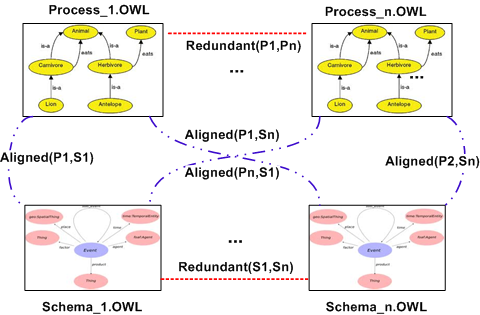 Process_1.OWL
Process_n.OWL
Animal
Plant
is-a
is-a
eats
eats
Carnivore
Herbivore
is-a
is-a
Lion
Antelope
Redundant(P1,Pn)
...
Animal
Plant
is-a
is-a
eats
eats
Carnivore
Herbivore
...
is-a
is-a
Lion
Antelope
Aligned(P1,S1)
Aligned(P1,Sn)
Aligned(Pn,S1)
Aligned(P2,Sn)
geo:SpatialThing
time:TemporalEntity
place
time
Thing
foaf:Agent
factor
agent
Event
product
Thing
...
Redundant(S1,Sn)
geo:SpatialThing
time:TemporalEntity
place
time
Thing
foaf:Agent
factor
agent
Event
product
Thing
Schema_1.OWL
Schema_n.OWL